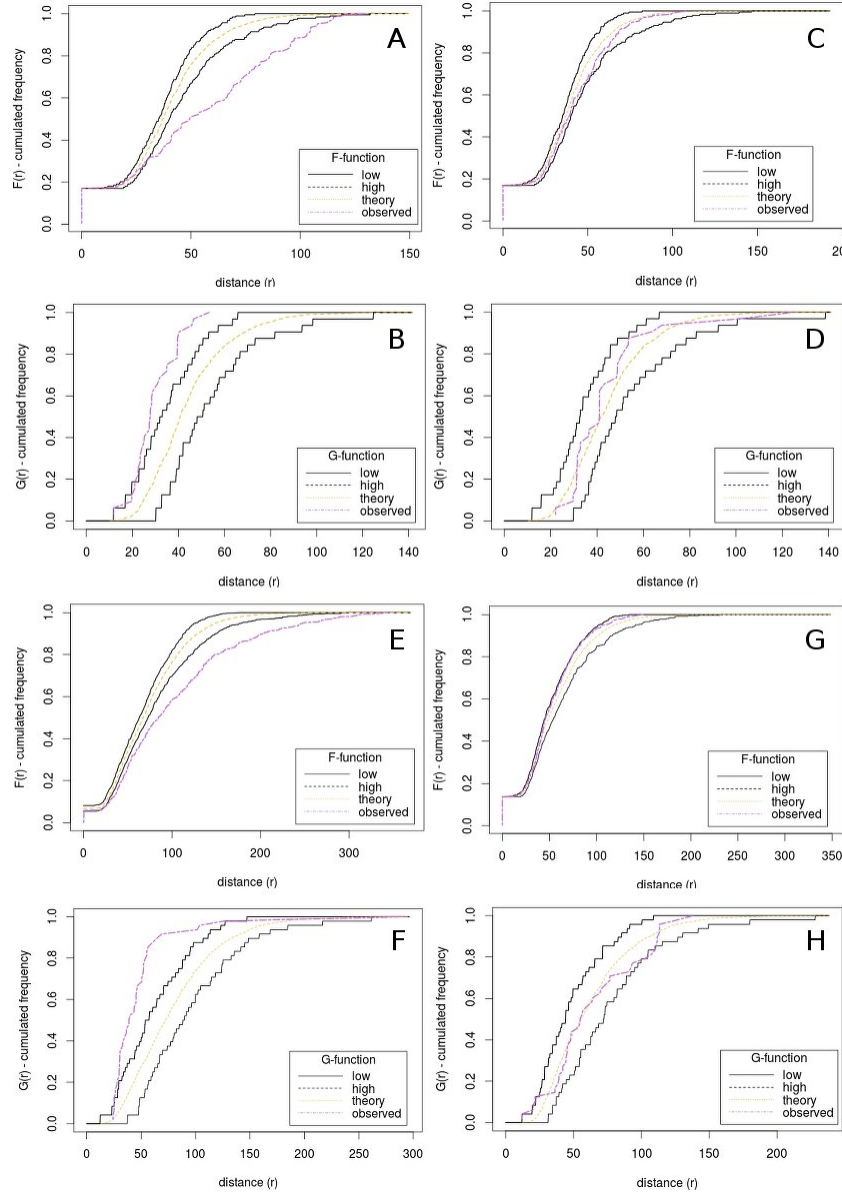 A
F(r) - cumulated frequency
1.0
0.8
0.6
0.4
0.2
0.0
F-function
low
high
theory
observed
0 50 100 150
distance (r)
C
F(r) - cumulated frequency
1.0
0.8
0.6
0.4
0.2
0.0
F-function
low
high
theory
observed
0 50 100 150 20
distance (r)
B
G(r) - cumulated frequency
1.0
0.8
0.6
0.4
0.2
0.0
G-function
low
high
theory
observed
0 20 40 60 80 100 120 140
distance (r)
D
G(r) - cumulated frequency
1.0
0.8
0.6
0.4
0.2
0.0
G-function
low
high
theory
observed
0 20 40 60 80 100 120 140
distance (r)
E
F(r) - cumulated frequency
1.0
0.8
0.6
0.4
0.2
0.0
F-function
low
high
theory
observed
0 100 200 300
distance (r)
G
F(r) - cumulated frequency
1.0
0.8
0.6
0.4
0.2
0.0
F-function
low
high
theory
observed
0 50 100 150 200 250 300 350
distance (r)
F
G(r) - cumulated frequency
1.0
0.8
0.6
0.4
0.2
0.0
G-function
low
high
theory
observed
0 50 100 150 200 250 300
distance (r)
H
G(r) - cumulated frequency
1.0
0.8
0.6
0.4
0.2
0.0
G-function
low
high
theory
observed
0 50 100 150 200
distance (r)